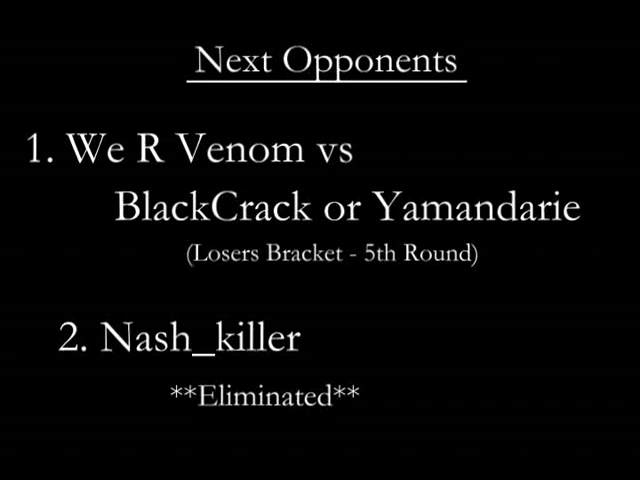 Next Opponents
1. We R Venom vs
BlackCrack or Yamandarie
(Losers Bracket - 5th Round)
2. Nash_killer
**Eliminated**